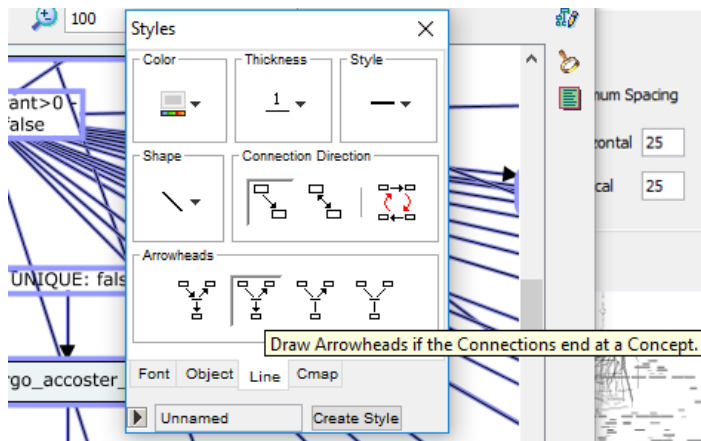 100
Styles
Color
Thickness
Style
1
Shape
Connection Direction
Arrowheads
Draw Arrowheads if the Connections end at a Concept.
Font
Object
Line
Cmap
Unnamed
Create Style
ant>0 -
false
UNIQUE: fals
rgo_accoster_
num Spacing
zontal 25
cal 25